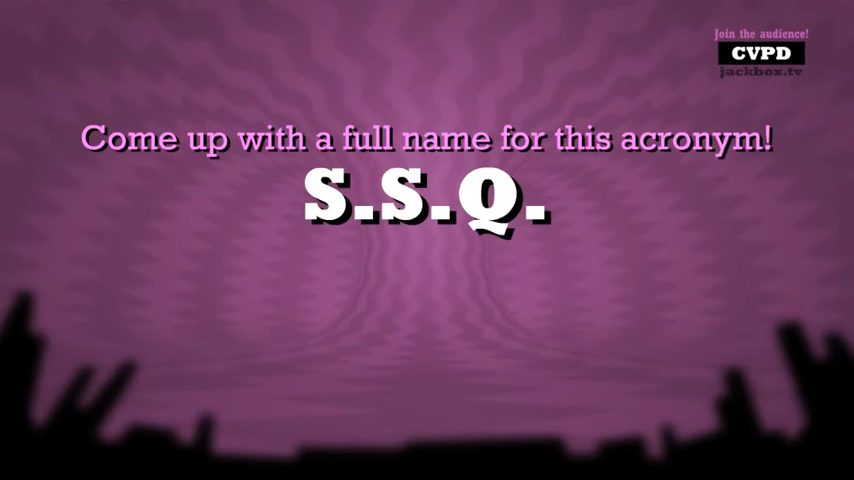 Join the audience!
CVPD
jackbox.tv
Come up with a full name for this acronym!
S.S.Q.